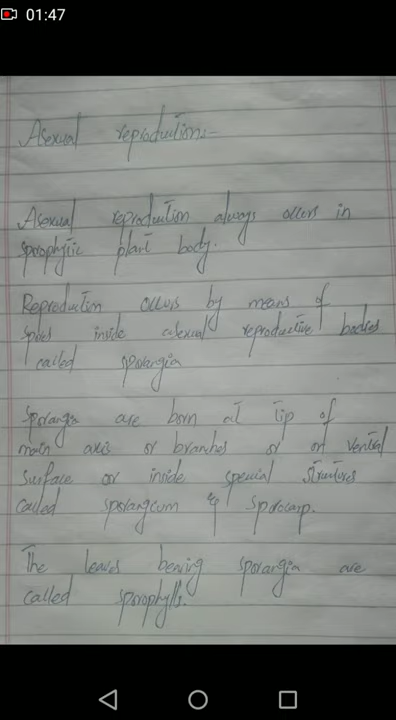 01:47
Asexual reproduction:-
Asexual reproduction always occurs in
sporophytic plant body.
Reproduction occurs by means of
spores inside asexual reproductive bodies
called sporangia
Sporangia are born at tip of
main axis or branches or on ventral
surface or inside special structures
called sporangium & sporocarp.
The leaves bearing sporangia are
called sporophylls.